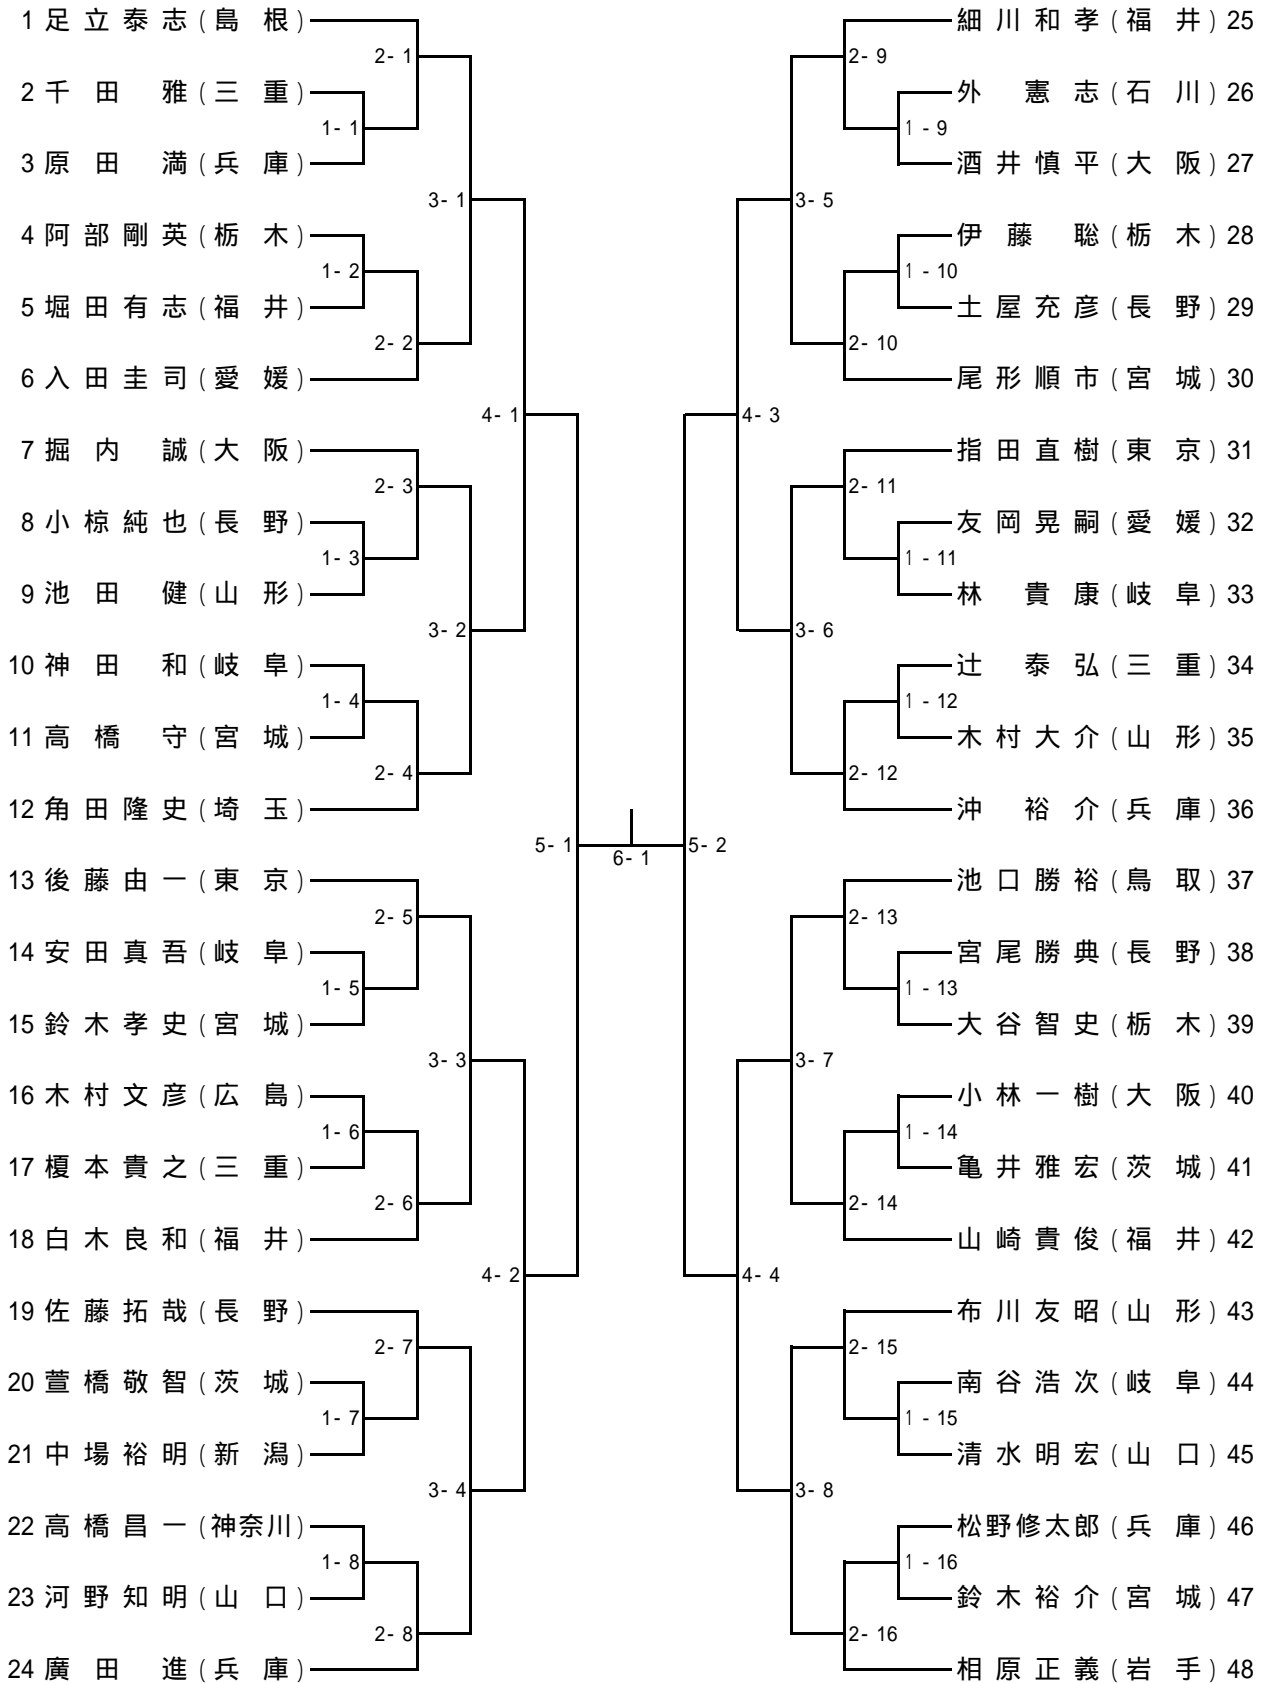 1 足立泰志(島根)
2- 1
2 千田 雅(三重)
1- 1
3 原田 満(兵庫)
3- 1
4 阿部剛英(栃木)
1- 2
5 堀田有志(福井)
2- 2
6 入田圭司(愛媛)
4- 1
7 掘内 誠(大阪)
2- 3
8 小椋純也(長野)
1- 3
9 池田 健(山形)
3- 2
10 神田 和(岐阜)
1- 4
11 高橋 守(宮城)
2- 4
12 角田隆史(埼玉)
5- 1
13 後藤由一(東京)
2- 5
14 安田真吾(岐阜)
1- 5
15 鈴木孝史(宮城)
3- 3
16 木村文彦(広島)
1- 6
17 榎本貴之(三重)
2- 6
18 白木良和(福井)
4- 2
19 佐藤拓哉(長野)
2- 7
20 萱橋敬智(茨城)
1- 7
21 中場裕明(新潟)
3- 4
22 高橋昌一(神奈川)
1- 8
23 河野知明(山口)
2- 8
24 廣田 進(兵庫)
6- 1
細川和孝(福井) 25
2- 9
外 憲志(石川) 26
1- 9
酒井慎平(大阪) 27
3- 5
伊藤 聡(栃木) 28
1- 10
土屋充彦(長野) 29
2- 10
尾形順市(宮城) 30
4- 3
指田直樹(東京) 31
2- 11
友岡晃嗣(愛媛) 32
1- 11
林 貴康(岐阜) 33
3- 6
辻 泰弘(三重) 34
1- 12
木村大介(山形) 35
2- 12
沖 裕介(兵庫) 36
5- 2
池口勝裕(鳥取) 37
2- 13
宮尾勝典(長野) 38
1- 13
大谷智史(栃木) 39
3- 7
小林一樹(大阪) 40
1- 14
亀井雅宏(茨城) 41
2- 14
山崎貴俊(福井) 42
4- 4
布川友昭(山形) 43
2- 15
南谷浩次(岐阜) 44
1- 15
清水明宏(山口) 45
3- 8
松野修太郎(兵庫) 46
1- 16
鈴木裕介(宮城) 47
2- 16
相原正義(岩手) 48